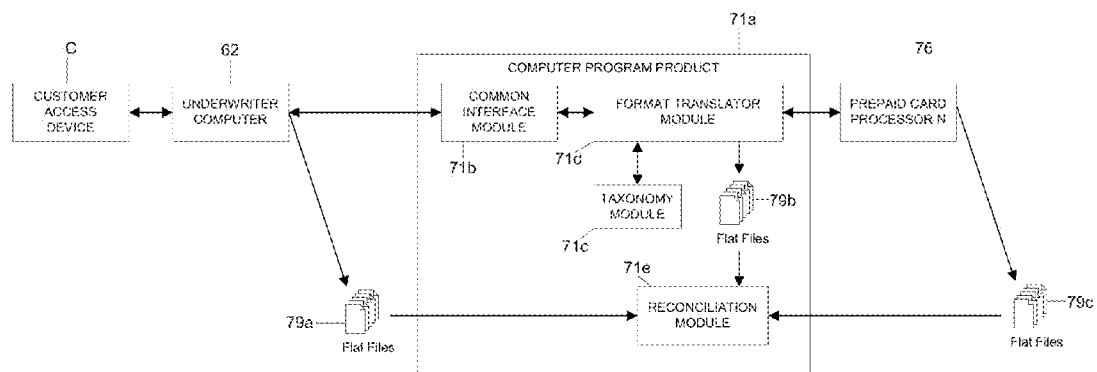 71a
C
62
76
COMPUTER PROGRAM PRODUCT
CUSTOMER
ACCESS
DEVICE
UNDERWRITER
COMPUTER
COMMON
INTERFACE
MODULE
FORMAT TRANSLATOR
MODULE
PREPAID CARD
PROCESSOR N
71b
71d
TAXONOMY
MODULE
79b
71c
Flat Files
71e
RECONCILIATION
MODULE
79a
79c
Flat Files
Flat Files